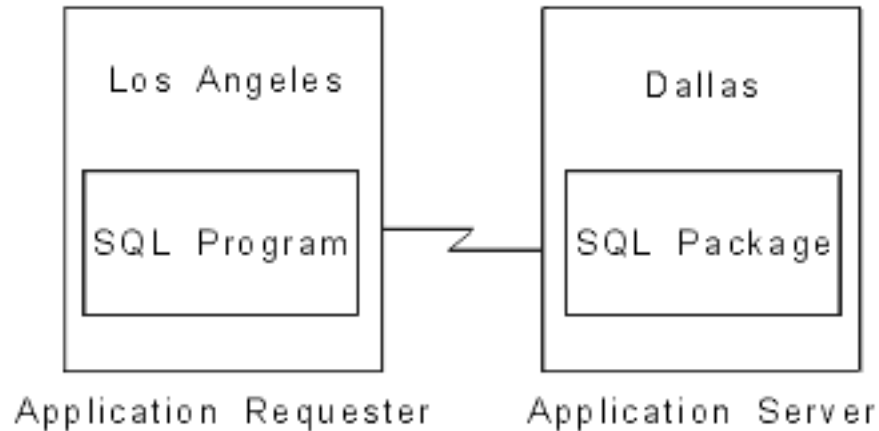 Los Angeles
Dallas
SQL Program
SQL Package
Application Requester
Application Server